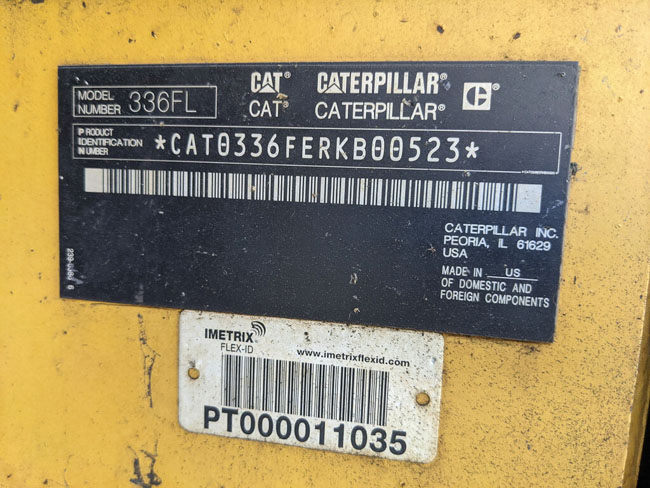 MODEL
NUMBER 336FL
CAT® CATERPILLAR®
CAT® CATERPILLAR®
C
PRODUCT
IDENTIFICATION
NUMBER
*CAT0336FERKB00523*
CATERPILLAR INC.
PEORIA, IL 61629
USA
MADE IN US
OF DOMESTIC AND
FOREIGN COMPONENTS
IMETRIX
FLEX-ID
www.imetrixflexid.com
PT000011035